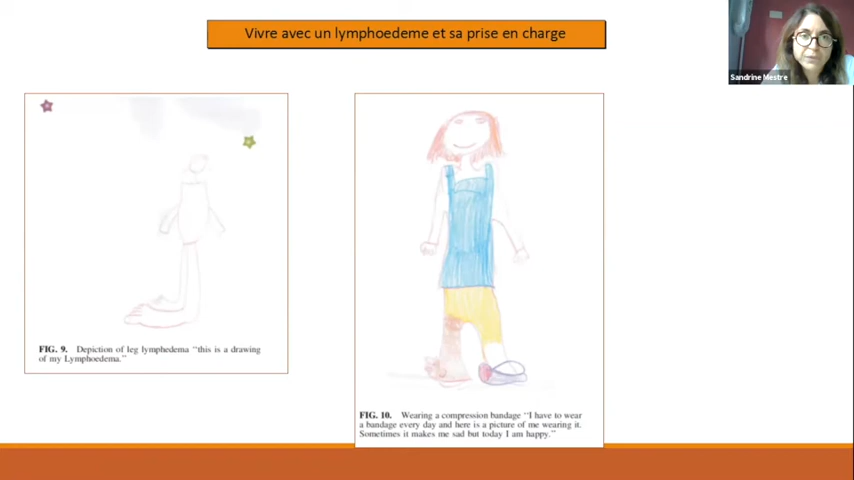 Vivre avec un lymphoedeme et sa prise en charge
Sandrine Mestre
FIG. 9. Depiction of leg lymphedema "this is a drawing
of my Lymphoedema."
FIG. 10. Wearing a compression bandage "I have to wear
a bandage every day and here is a picture of me wearing it.
Sometimes it makes me sad but today I am happy."